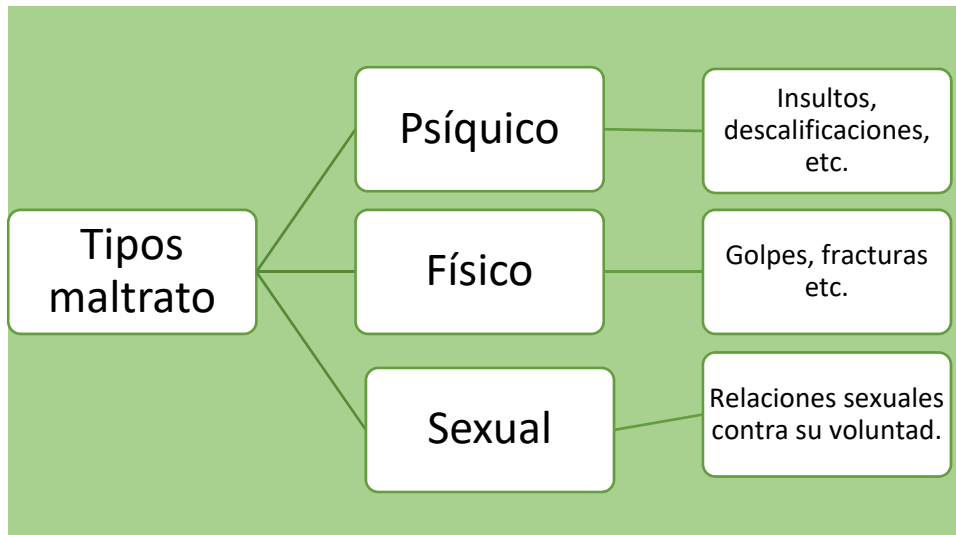 Tipos
maltrato
Psíquico
Insultos,
descalificaciones,
etc.
Físico
Golpes, fracturas
etc.
Sexual
Relaciones sexuales
contra su voluntad.